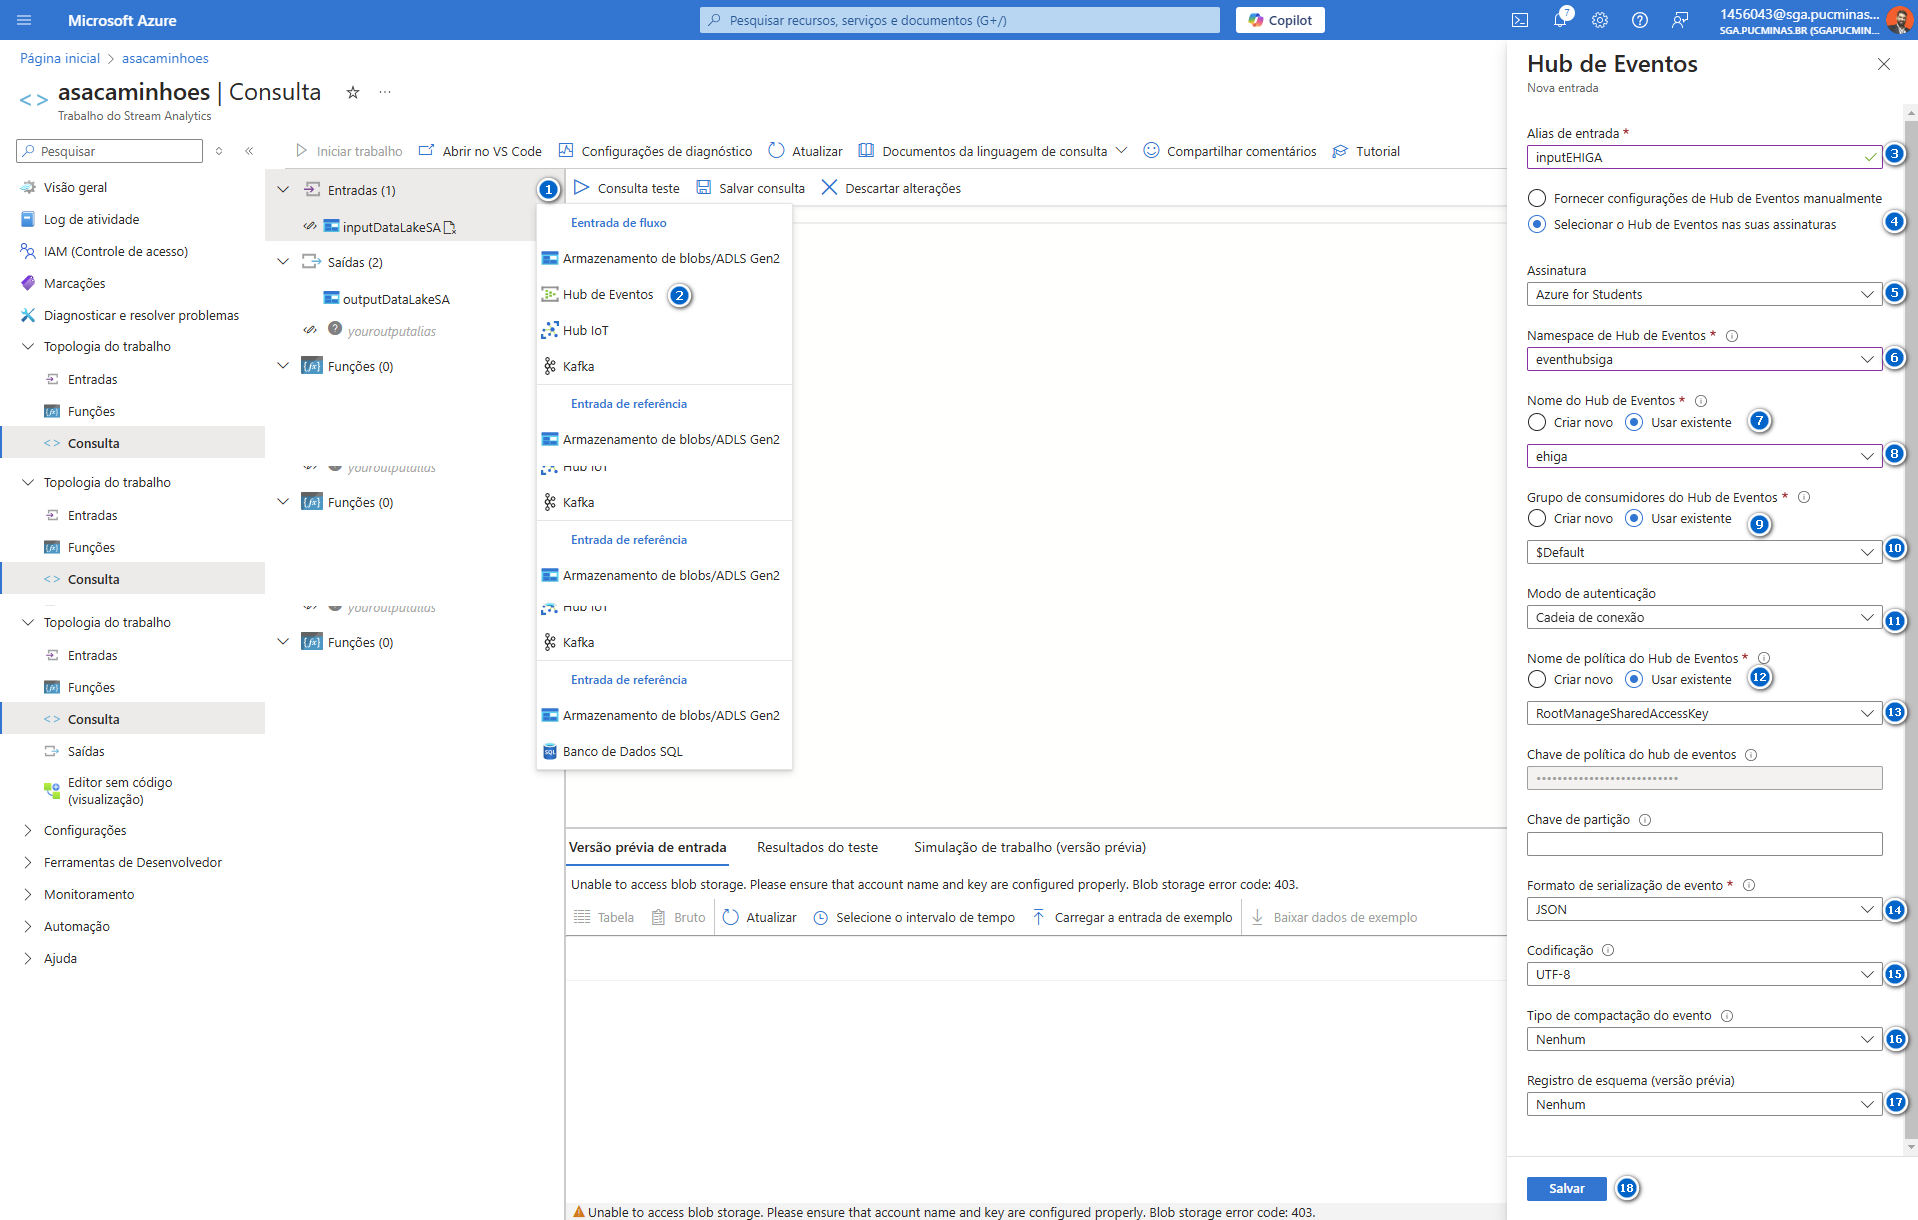 Microsoft Azure
Pesquisar recursos, serviços e documentos (G+/)
Copilot
7
1456043@sga.pucminas...
SGA.PUCMINAS.BR (SGAPUCMIN...
Página inicial > asacaminhoes
asacaminhoes | Consulta
Trabalho do Stream Analytics
Pesquisar
Visão geral
Log de atividade
IAM (Controle de acesso)
Marcações
Diagnosticar e resolver problemas
Topologia do trabalho
Entradas
Funções
Consulta
Topologia do trabalho
Entradas
Funções
Consulta
Topologia do trabalho
Entradas
Funções
Consulta
Saídas
Editor sem código
(visualização)
Configurações
Ferramentas de Desenvolvedor
Monitoramento
Automação
Ajuda
Iniciar trabalho
Abrir no VS Code
Configurações de diagnóstico
Atualizar
Documentos da linguagem de consulta
Compartilhar comentários
Tutorial
Entradas (1)
1
inputDataLakeSA
Saídas (2)
outputDataLakeSA
youroutputalias
Funções (0)
youroutputalias
Funções (0)
youroutputalias
Funções (0)
Consulta teste
Salvar consulta
Descartar alterações
Eentrada de fluxo
Armazenamento de blobs/ADLS Gen2
Hub de Eventos
2
Hub IoT
Kafka
Entrada de referência
Armazenamento de blobs/ADLS Gen2
Hub IoT
Kafka
Entrada de referência
Armazenamento de blobs/ADLS Gen2
Hub IoT
Kafka
Entrada de referência
Armazenamento de blobs/ADLS Gen2
Banco de Dados SQL
Versão prévia de entrada
Resultados do teste
Simulação de trabalho (versão prévia)
Unable to access blob storage. Please ensure that account name and key are configured properly. Blob storage error code: 403.
Tabela
Bruto
Atualizar
Selecione o intervalo de tempo
Carregar a entrada de exemplo
Baixar dados de exemplo
Unable to access blob storage. Please ensure that account name and key are configured properly. Blob storage error code: 403.
Hub de Eventos
Nova entrada
Alias de entrada *
inputEHIGA
3
Fornecer configurações de Hub de Eventos manualmente
Selecionar o Hub de Eventos nas suas assinaturas
4
Assinatura
Azure for Students
5
Namespace de Hub de Eventos *
eventhubsiga
6
Nome do Hub de Eventos *
Criar novo
Usar existente
7
ehiga
8
Grupo de consumidores do Hub de Eventos *
Criar novo
Usar existente
9
$Default
10
Modo de autenticação
Cadeia de conexão
11
Nome de política do Hub de Eventos *
Criar novo
Usar existente
12
RootManageSharedAccessKey
13
Chave de política do hub de eventos
•••••••••••••••••••••••••••
Chave de partição
Formato de serialização de evento *
JSON
14
Codificação
UTF-8
15
Tipo de compactação do evento
Nenhum
16
Registro de esquema (versão prévia)
Nenhum
17
Salvar
18